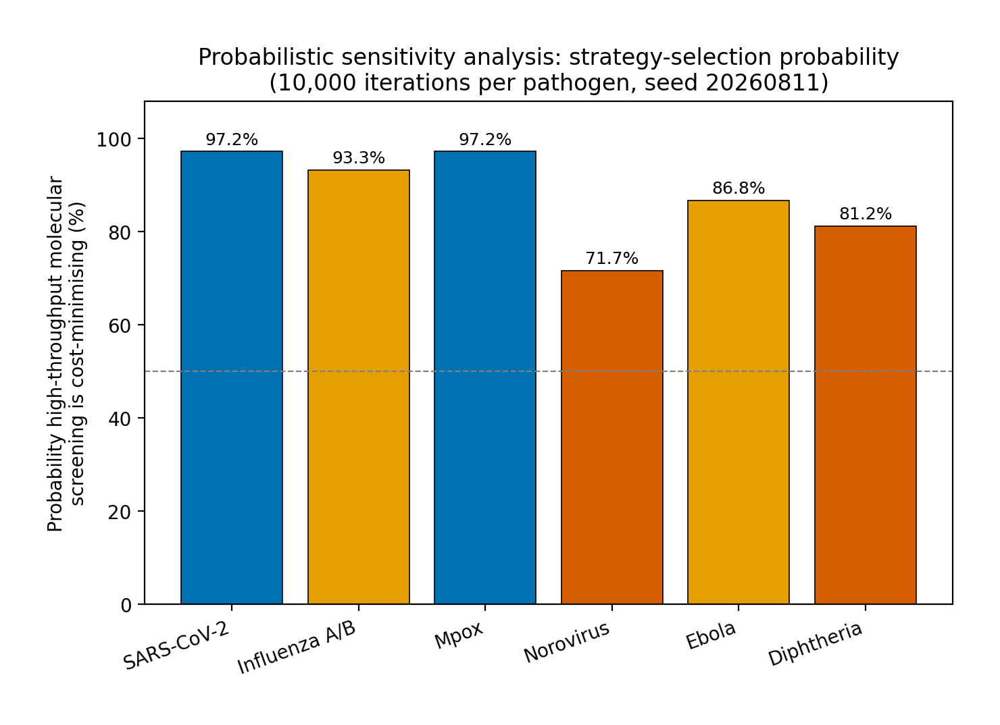 Probabilistic sensitivity analysis: strategy-selection probability
(10,000 iterations per pathogen, seed 20260811)
Probability high-throughput molecular
screening is cost-minimising (%)
100
80
60
40
20
0
97.2%
93.3%
97.2%
71.7%
86.8%
81.2%
SARS-CoV-2
Influenza A/B
Mpox
Norovirus
Ebola
Diphtheria